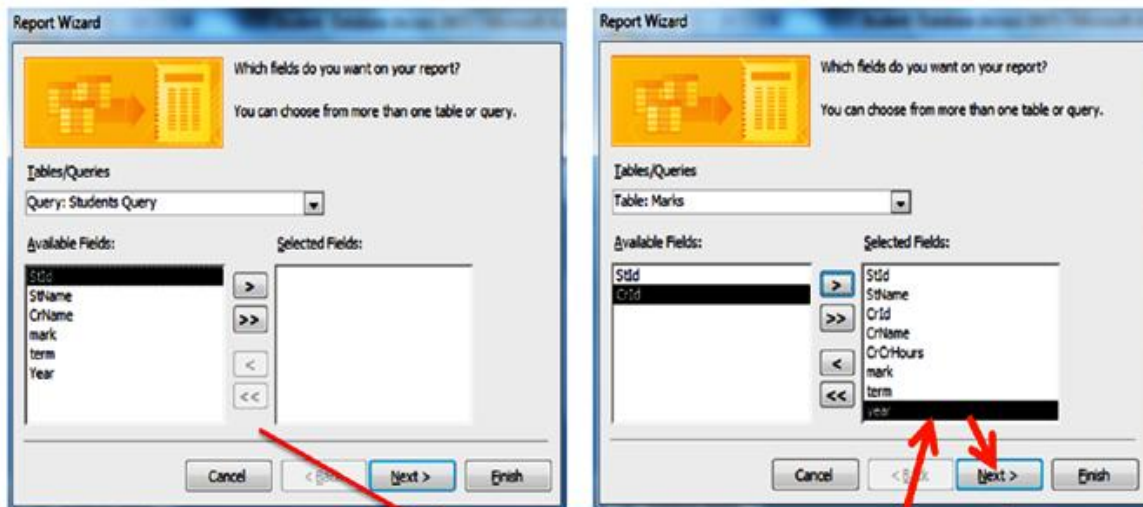 Report Wizard
Which fields do you want on your report?
You can choose from more than one table or query.
Tables/Queries
Query: Students Query
Available Fields:
Selected Fields:
StId
StName
CrName
mark
term
Year
>
>>
<
<<
Cancel
< Back
Next >
Finish
Report Wizard
Which fields do you want on your report?
You can choose from more than one table or query.
Tables/Queries
Table: Marks
Available Fields:
Selected Fields:
StId
CrId
>
>>
<
<<
StId
StName
CrId
CrName
CrCrHours
mark
term
year
Cancel
< Back
Next >
Finish